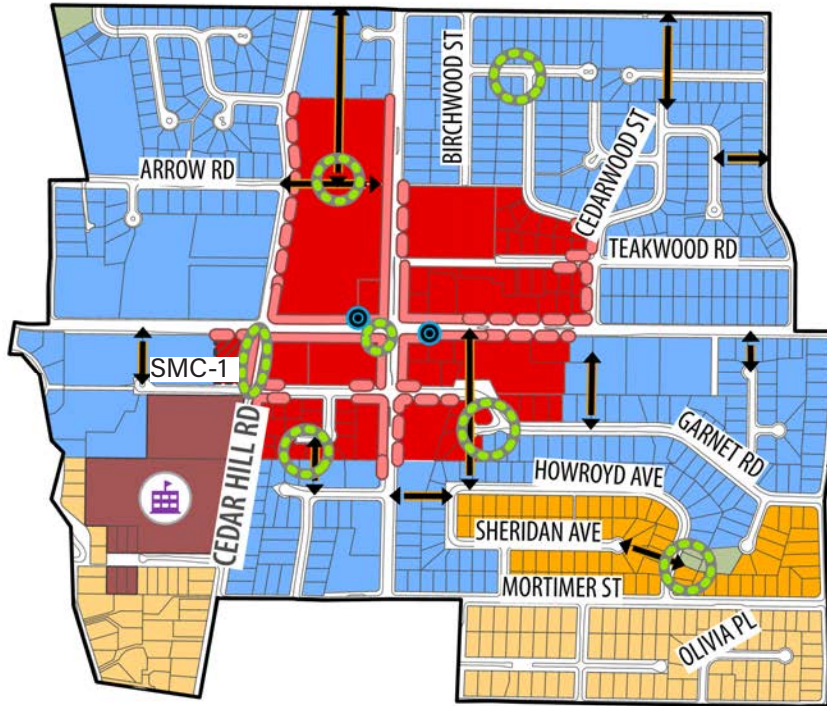 BIRCHWOOD ST
CEDARWOOD ST
ARROW RD
TEAKWOOD RD
SMC-1
CEDAR HILL RD
GARNET RD
HOWROYD AVE
SHERIDAN AVE
MORTIMER ST
OLIVIA PL